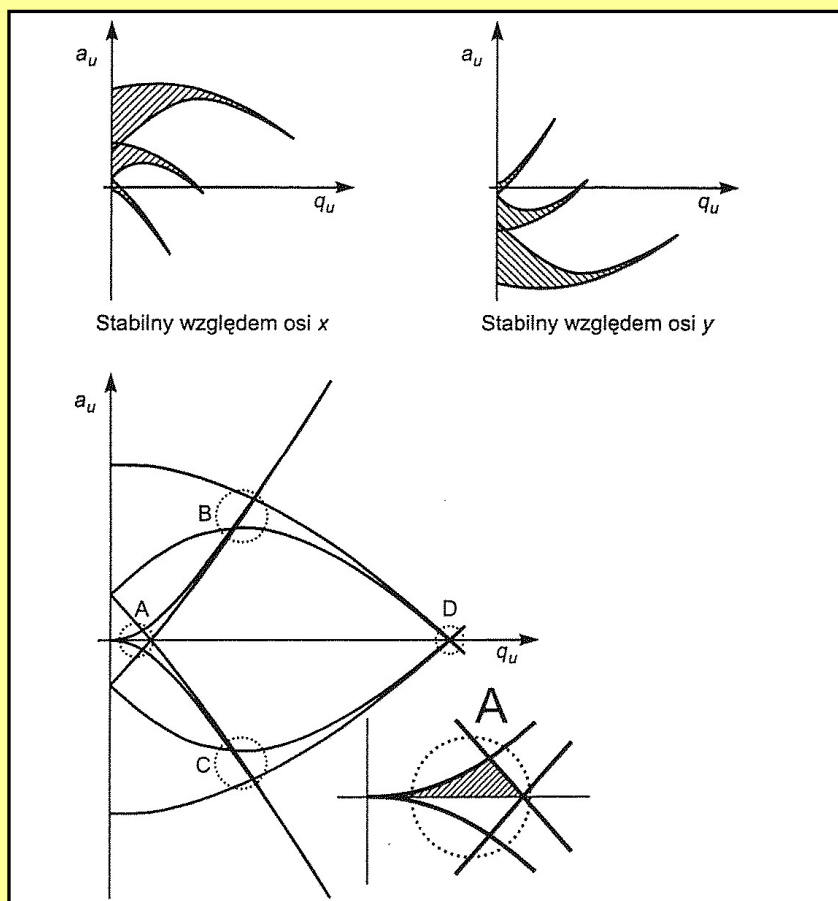 a_u
a_u
q_u
q_u
Stabilny względem osi x
Stabilny względem osi y
a_u
B
A
D
q_u
C
A